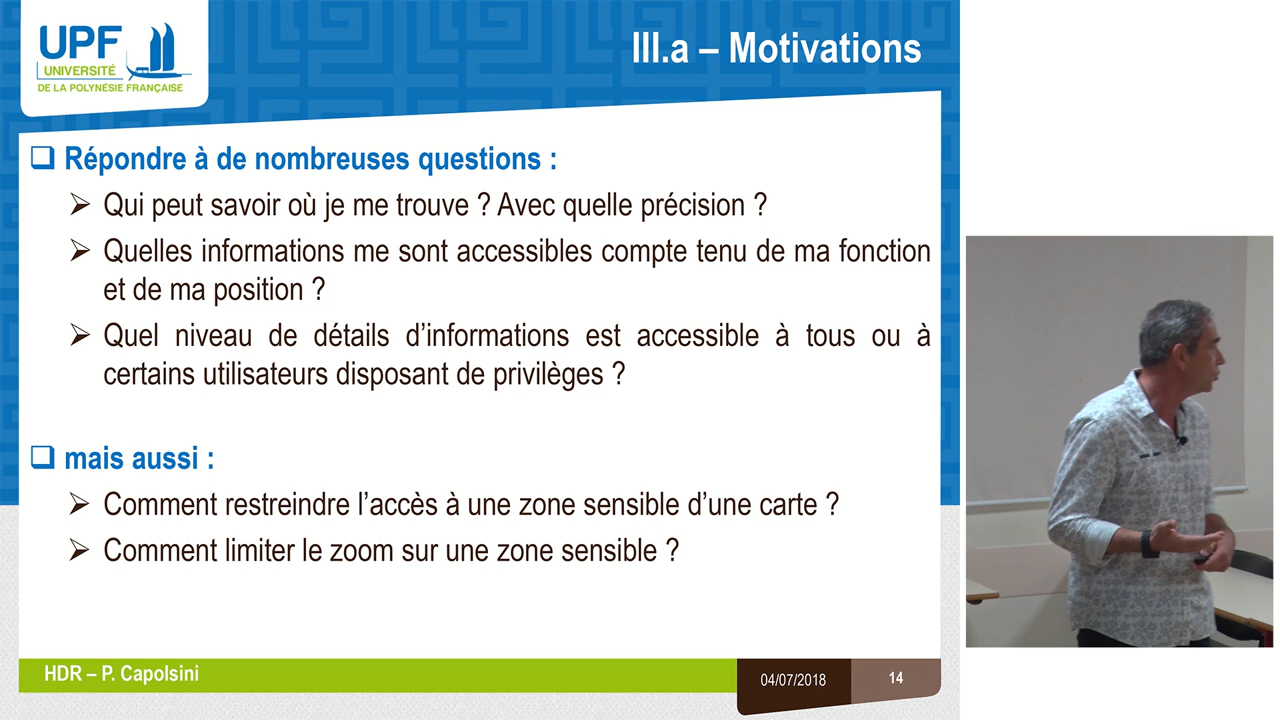 UPF
UNIVERSITÉ
DE LA POLYNÉSIE FRANÇAISE
III.a – Motivations
Répondre à de nombreuses questions :
Qui peut savoir où je me trouve ? Avec quelle précision ?
Quelles informations me sont accessibles compte tenu de ma fonction
et de ma position ?
Quel niveau de détails d’informations est accessible à tous ou à
certains utilisateurs disposant de privilèges ?
mais aussi :
Comment restreindre l’accès à une zone sensible d’une carte ?
Comment limiter le zoom sur une zone sensible ?
HDR – P. Capolsini
04/07/2018
14